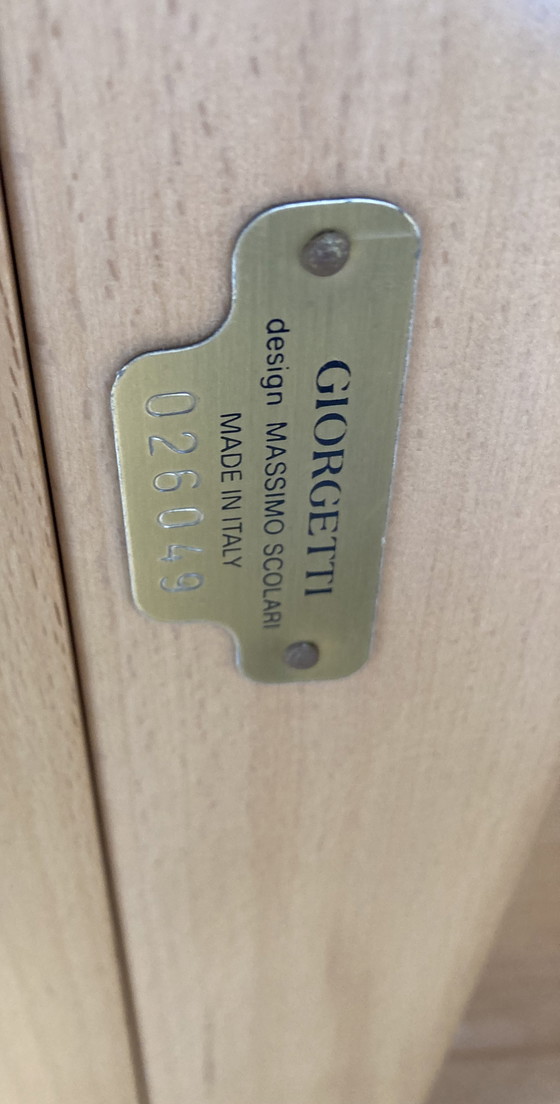 GIORGETTI
design MASSIMO SCOLARI
MADE IN ITALY
026049